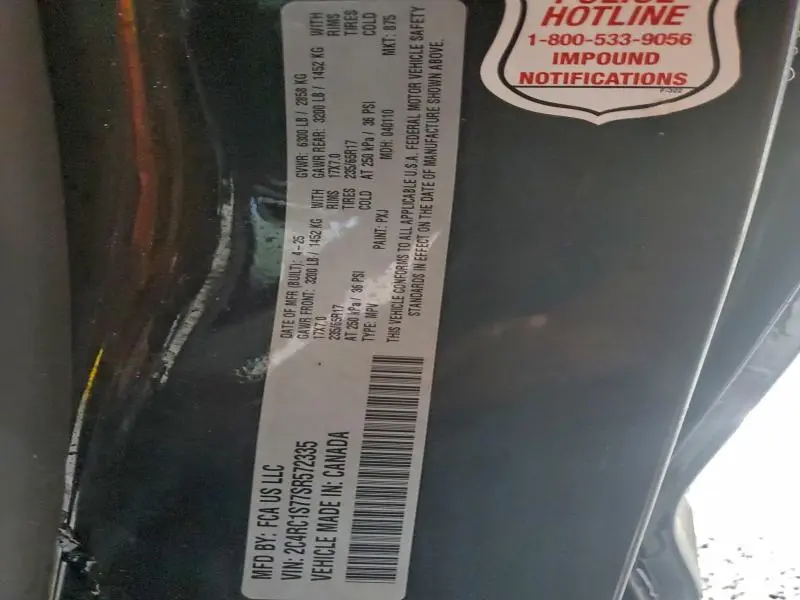 MFD BY: FCA US LLC
VIN: 2C4RC1S77SR572335
VEHICLE MADE IN: CANADA
DATE OF MFR (BUILT): 4-25
GAWR FRONT: 3200 LB / 1452 KG WITH
17X7.0 RIMS
235/65R17 TIRES
AT 250 kPa / 36 PSI COLD
TYPE: MPV PAINT: PXJ
GVWR: 6300 LB / 2858 KG
GAWR REAR: 3200 LB / 1452 KG WITH
17X7.0 RIMS
235/65R17 TIRES
AT 250 kPa / 36 PSI COLD
MDH: 040110 MKT: B75
THIS VEHICLE CONFORMS TO ALL APPLICABLE U.S.A. FEDERAL MOTOR VEHICLE SAFETY
STANDARDS IN EFFECT ON THE DATE OF MANUFACTURE SHOWN ABOVE.
POLICE
HOTLINE
1-800-533-9056
IMPOUND
NOTIFICATIONS
F-322